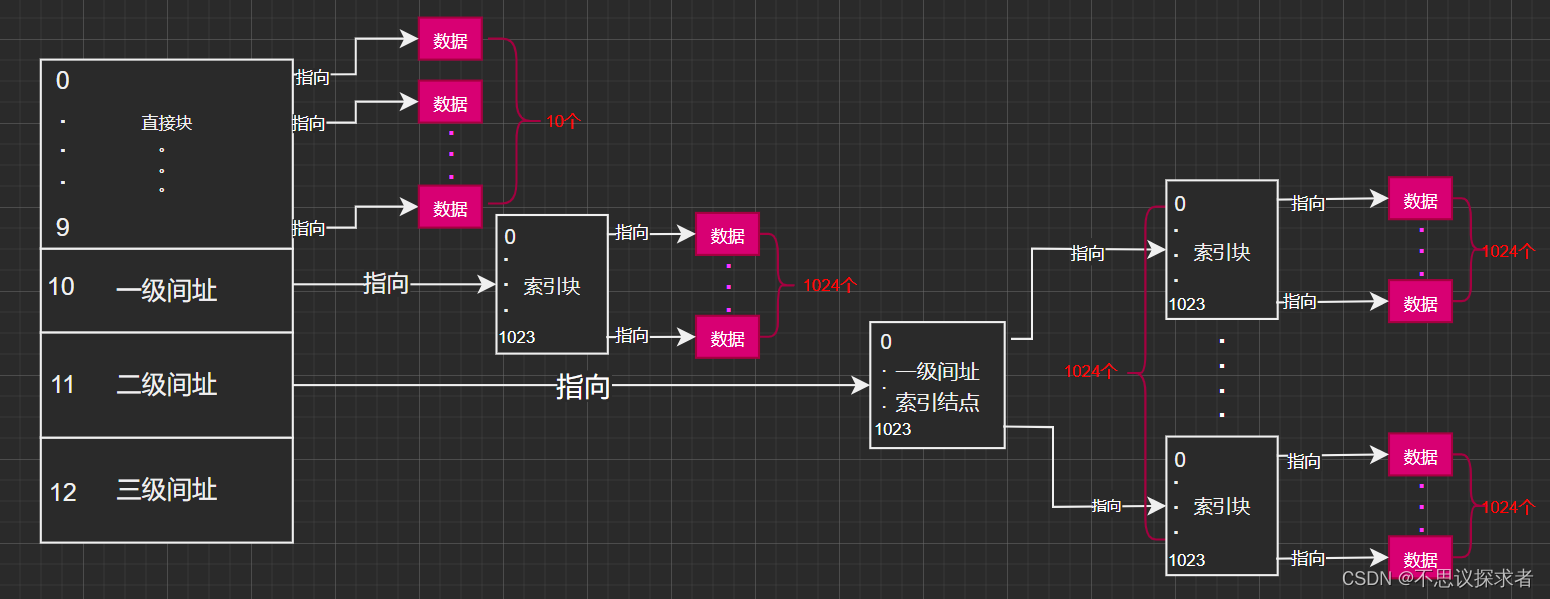 0
直接块
9
10 一级间址
11 二级间址
12 三级间址
指向
指向
指向
数据
数据
数据
10个
指向
0
索引块
1023
指向
指向
数据
数据
1024个
指向
0
一级间址
索引结点
1023
指向
指向
1024个
0
索引块
1023
指向
指向
数据
数据
1024个
0
索引块
1023
指向
指向
数据
数据
1024个
CSDN @不思议探求者